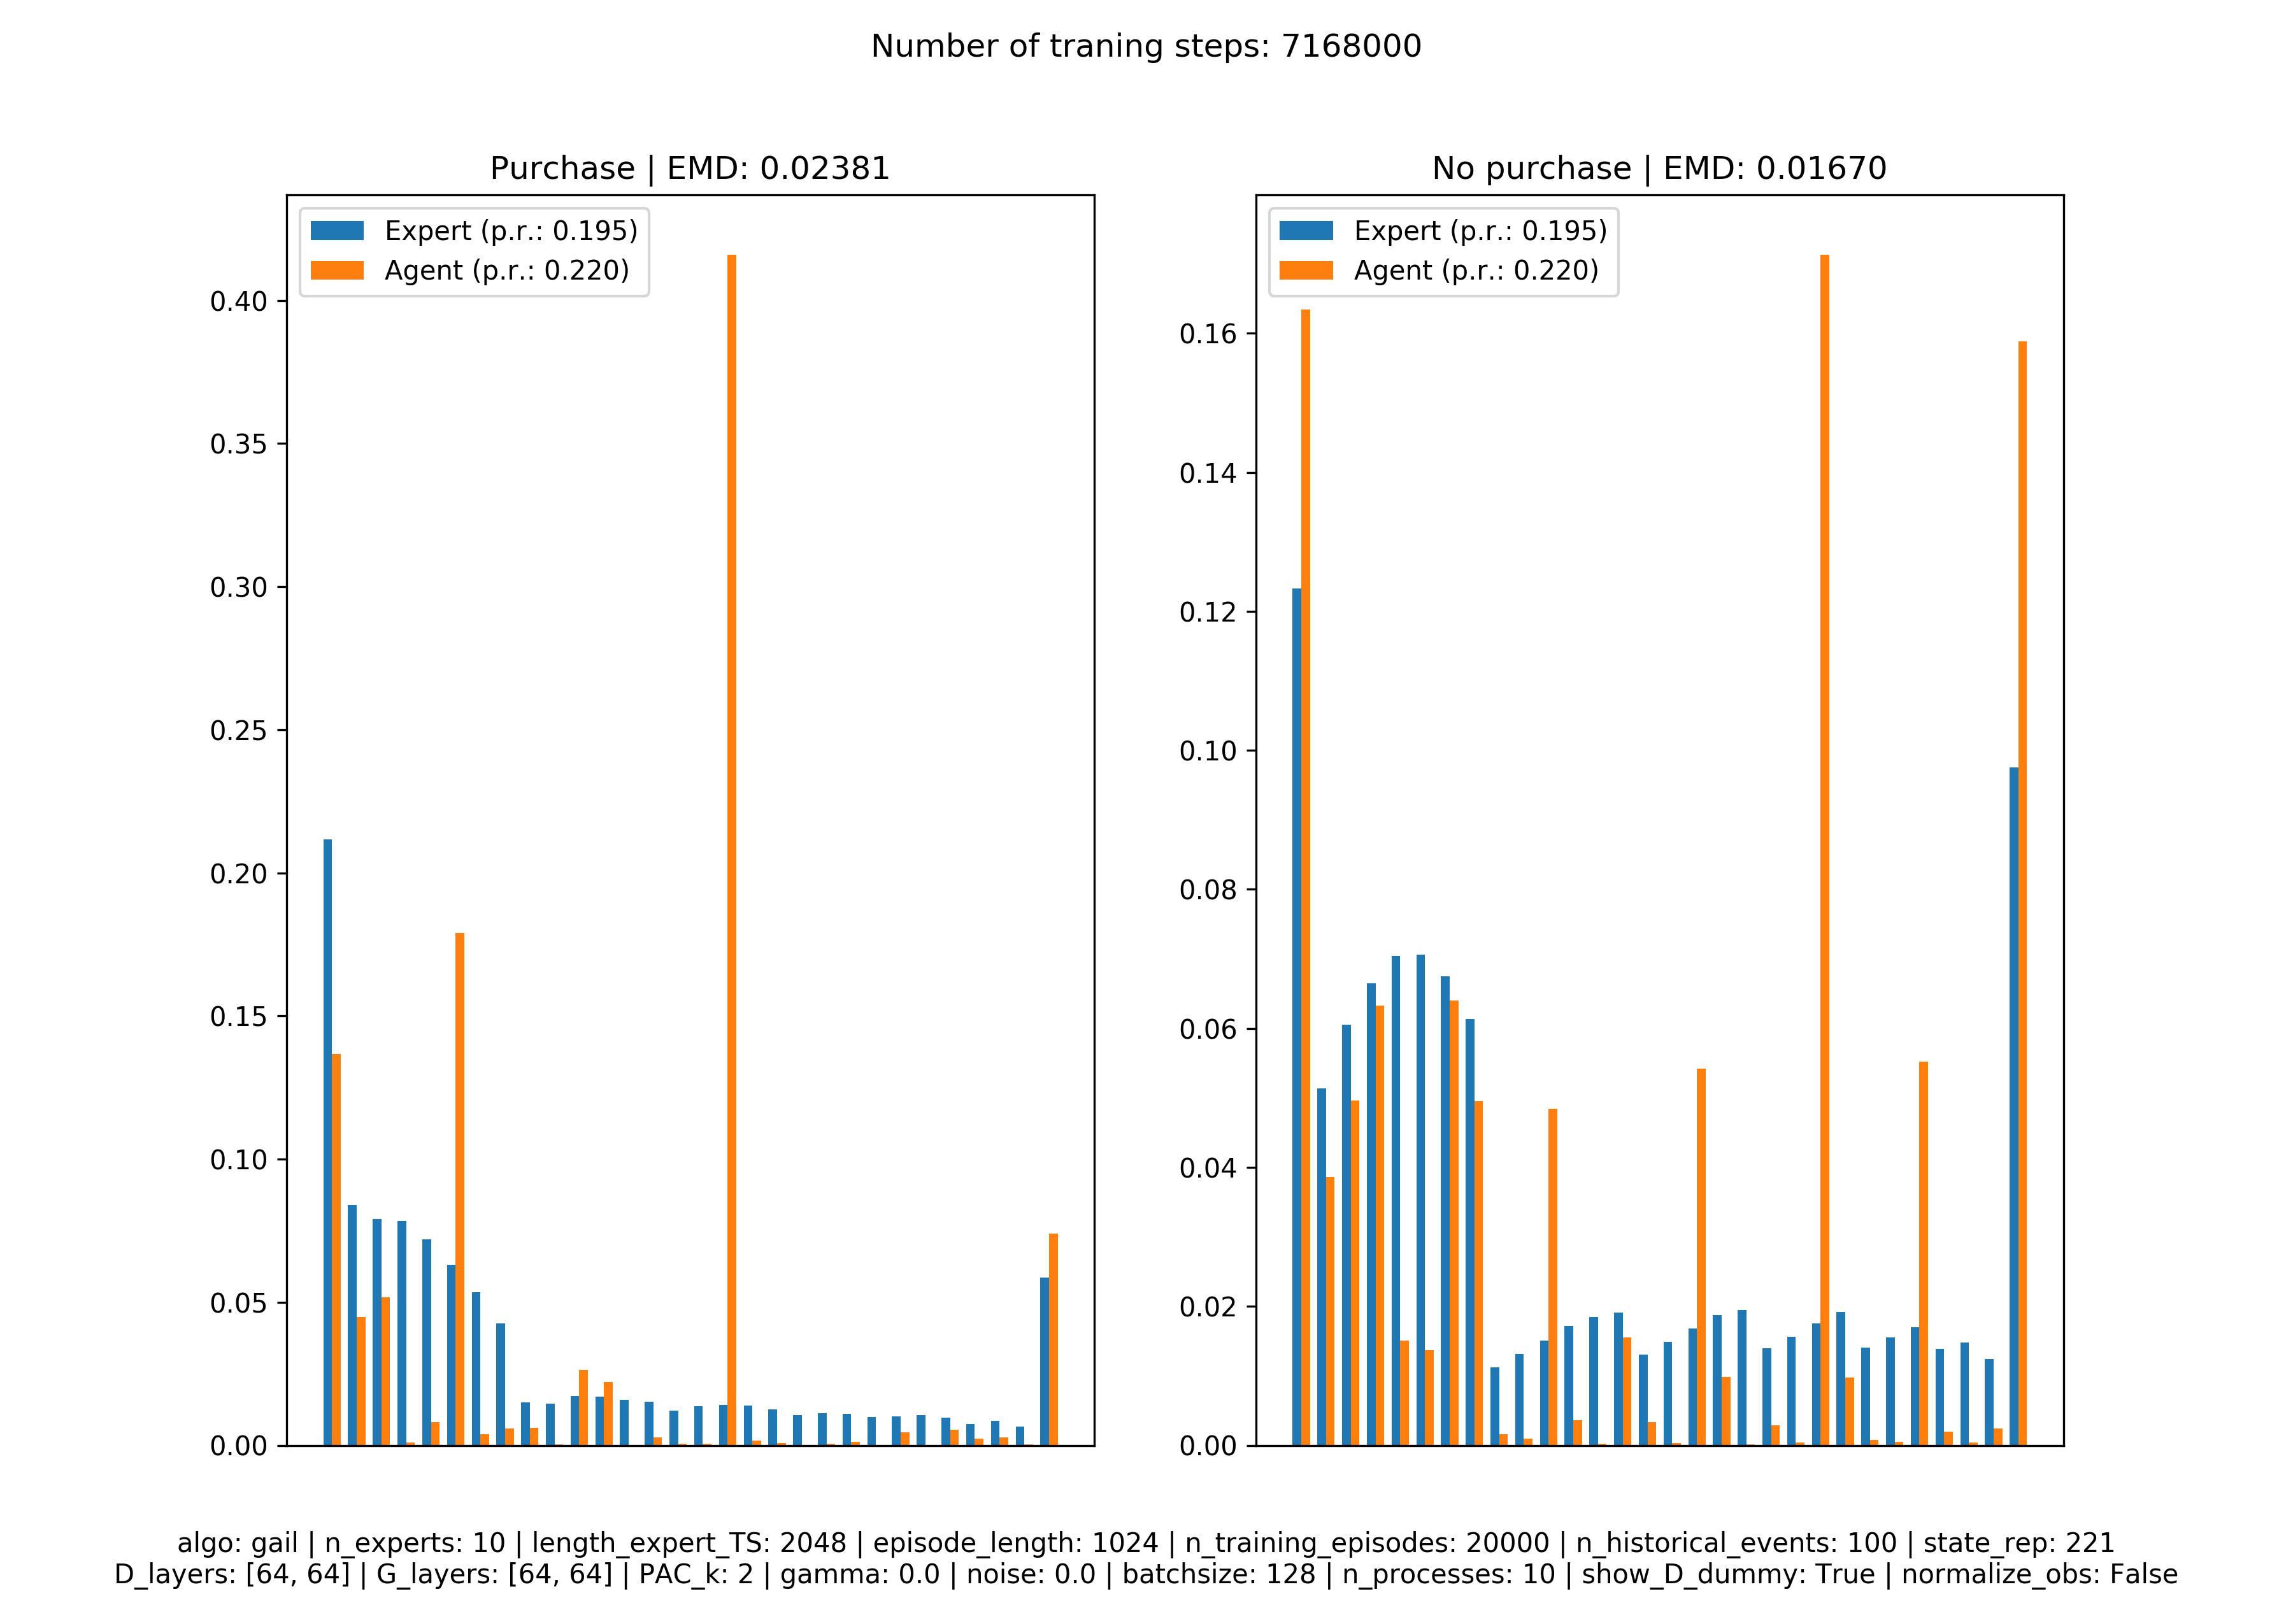 Number of traning steps: 7168000
Purchase | EMD: 0.02381
Expert (p.r.: 0.195)
Agent (p.r.: 0.220)
0.40
0.35
0.30
0.25
0.20
0.15
0.10
0.05
0.00
No purchase | EMD: 0.01670
Expert (p.r.: 0.195)
Agent (p.r.: 0.220)
0.16
0.14
0.12
0.10
0.08
0.06
0.04
0.02
0.00
algo: gail | n_experts: 10 | length_expert_TS: 2048 | episode_length: 1024 | n_training_episodes: 20000 | n_historical_events: 100 | state_rep: 221
D_layers: [64, 64] | G_layers: [64, 64] | PAC_k: 2 | gamma: 0.0 | noise: 0.0 | batchsize: 128 | n_processes: 10 | show_D_dummy: True | normalize_obs: False